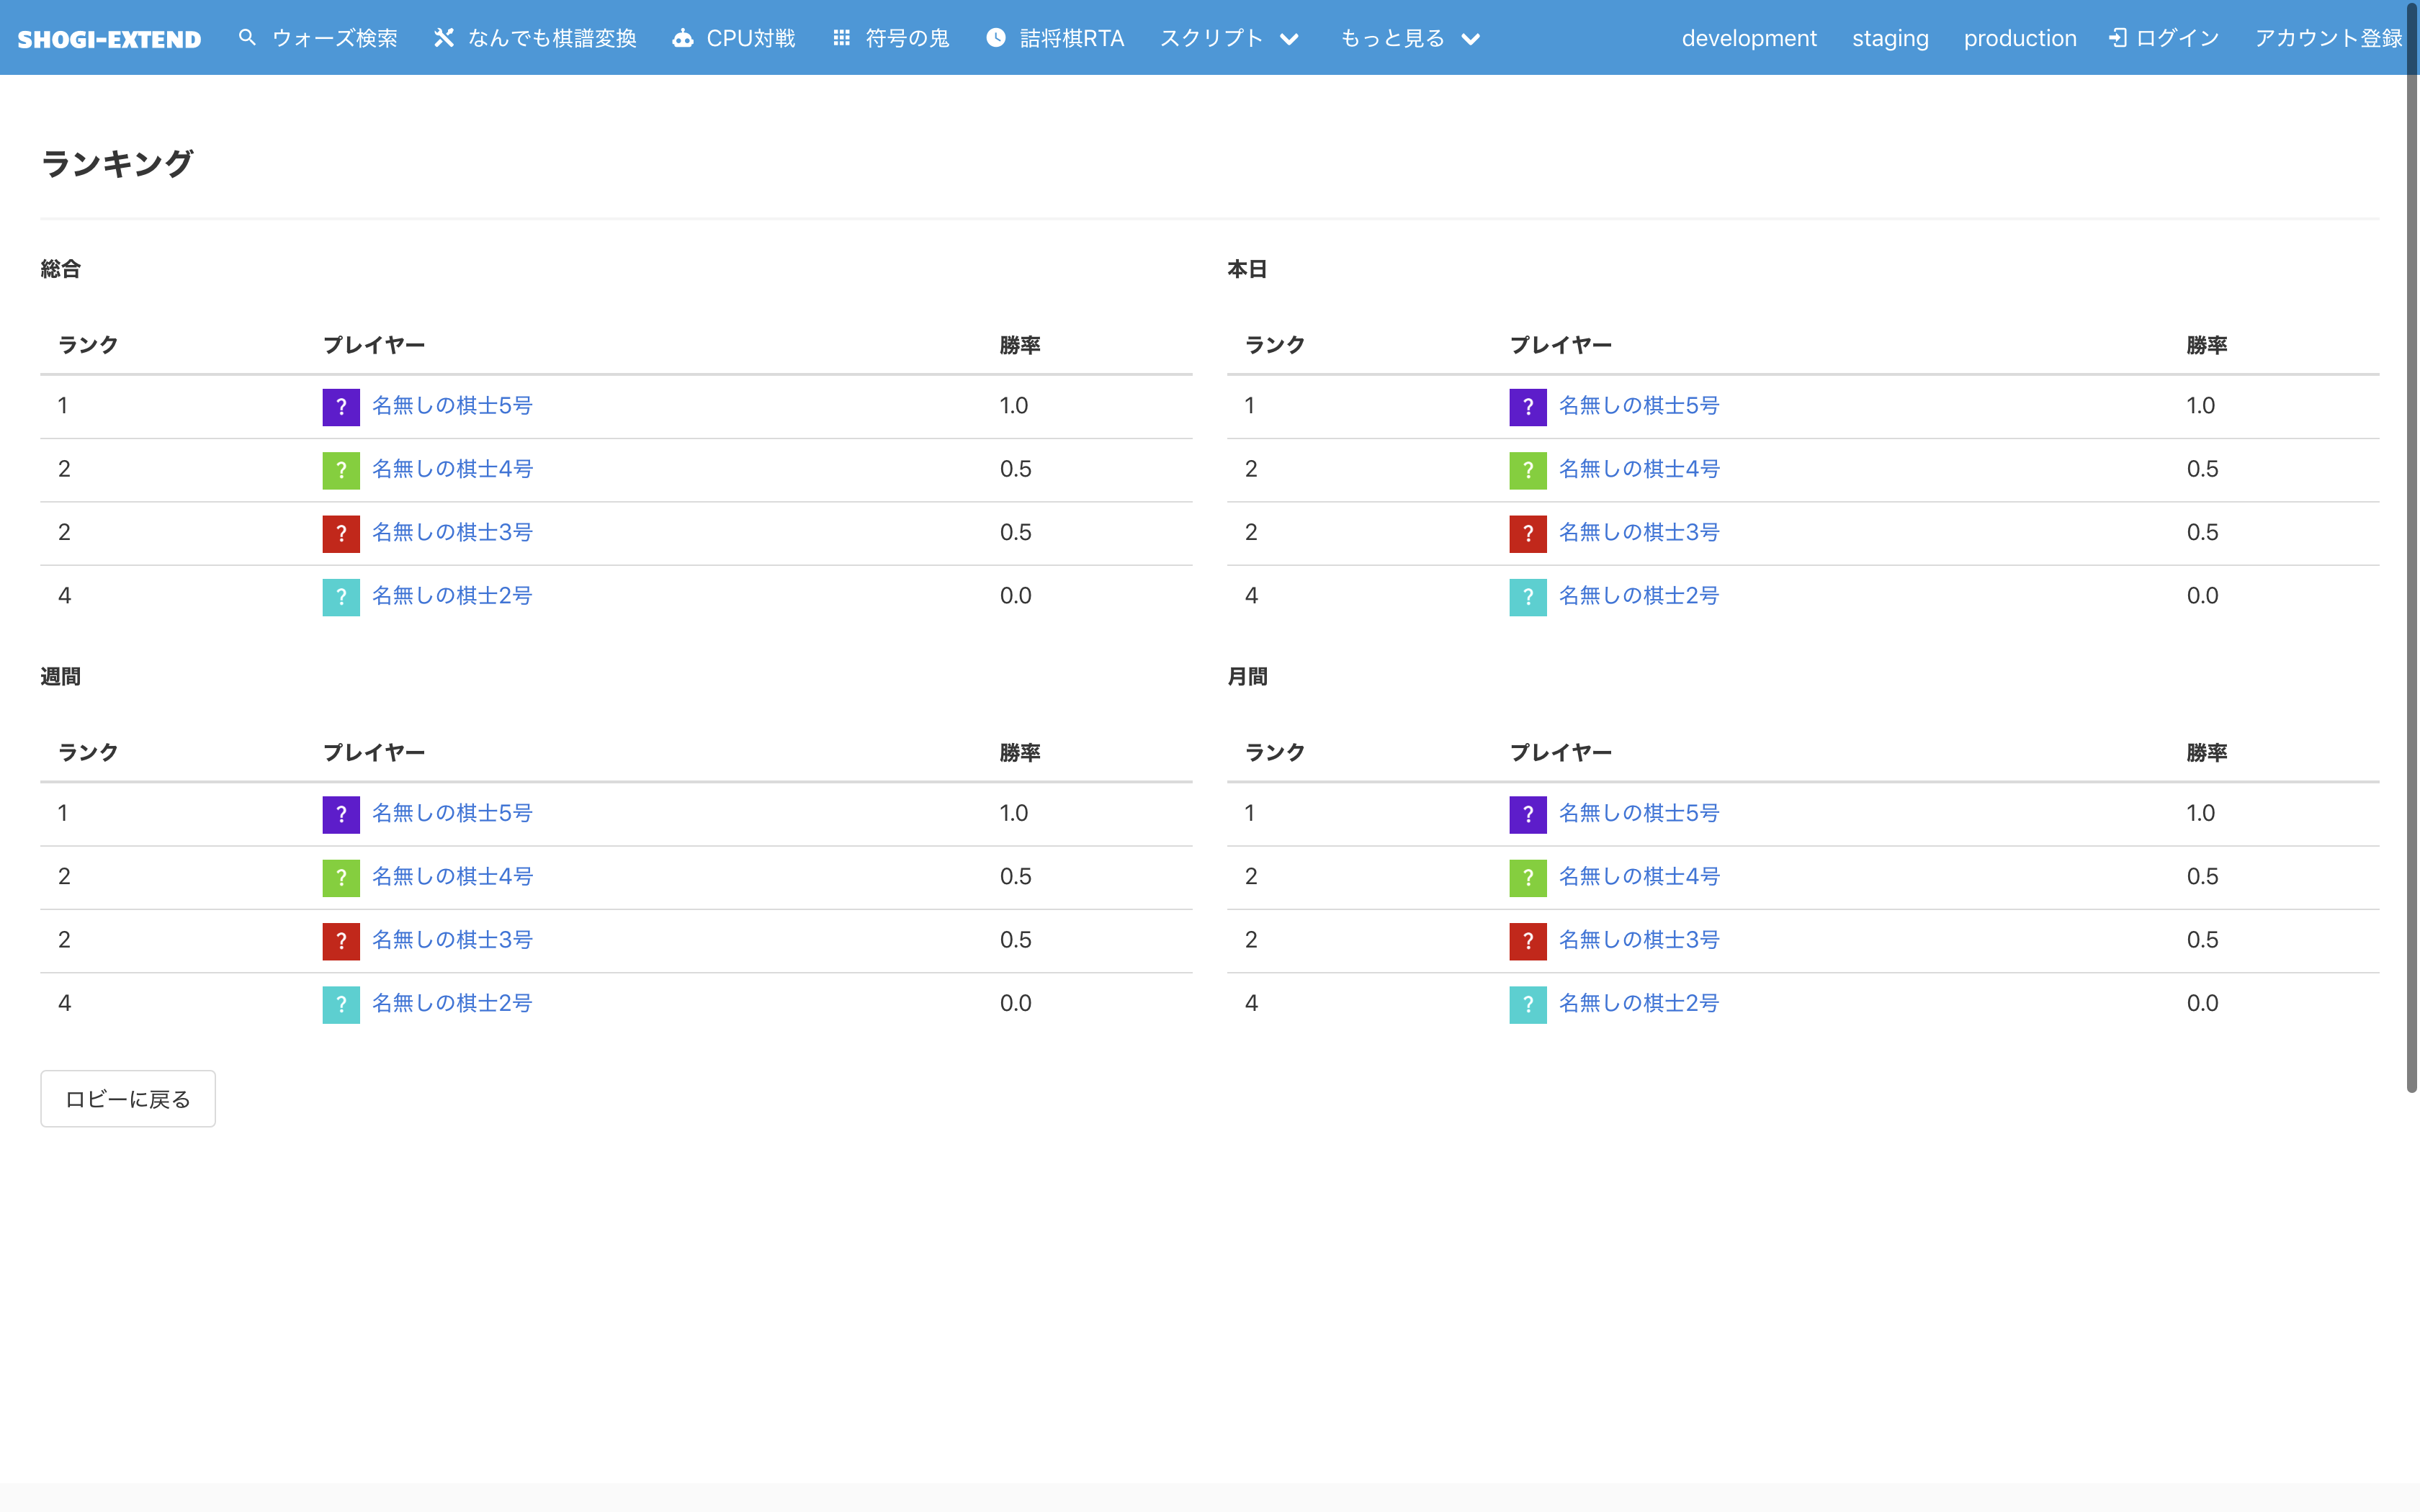 SHOGI-EXTEND ウォーズ検索 なんでも棋譜変換 CPU対戦 符号の鬼 詰将棋RTA スクリプト もっと見る development staging production ログイン アカウント登録
ランキング
総合
ランク プレイヤー 勝率
1 ? 名無しの棋士5号 1.0
2 ? 名無しの棋士4号 0.5
2 ? 名無しの棋士3号 0.5
4 ? 名無しの棋士2号 0.0
本日
ランク プレイヤー 勝率
1 ? 名無しの棋士5号 1.0
2 ? 名無しの棋士4号 0.5
2 ? 名無しの棋士3号 0.5
4 ? 名無しの棋士2号 0.0
週間
ランク プレイヤー 勝率
1 ? 名無しの棋士5号 1.0
2 ? 名無しの棋士4号 0.5
2 ? 名無しの棋士3号 0.5
4 ? 名無しの棋士2号 0.0
月間
ランク プレイヤー 勝率
1 ? 名無しの棋士5号 1.0
2 ? 名無しの棋士4号 0.5
2 ? 名無しの棋士3号 0.5
4 ? 名無しの棋士2号 0.0
ロビーに戻る